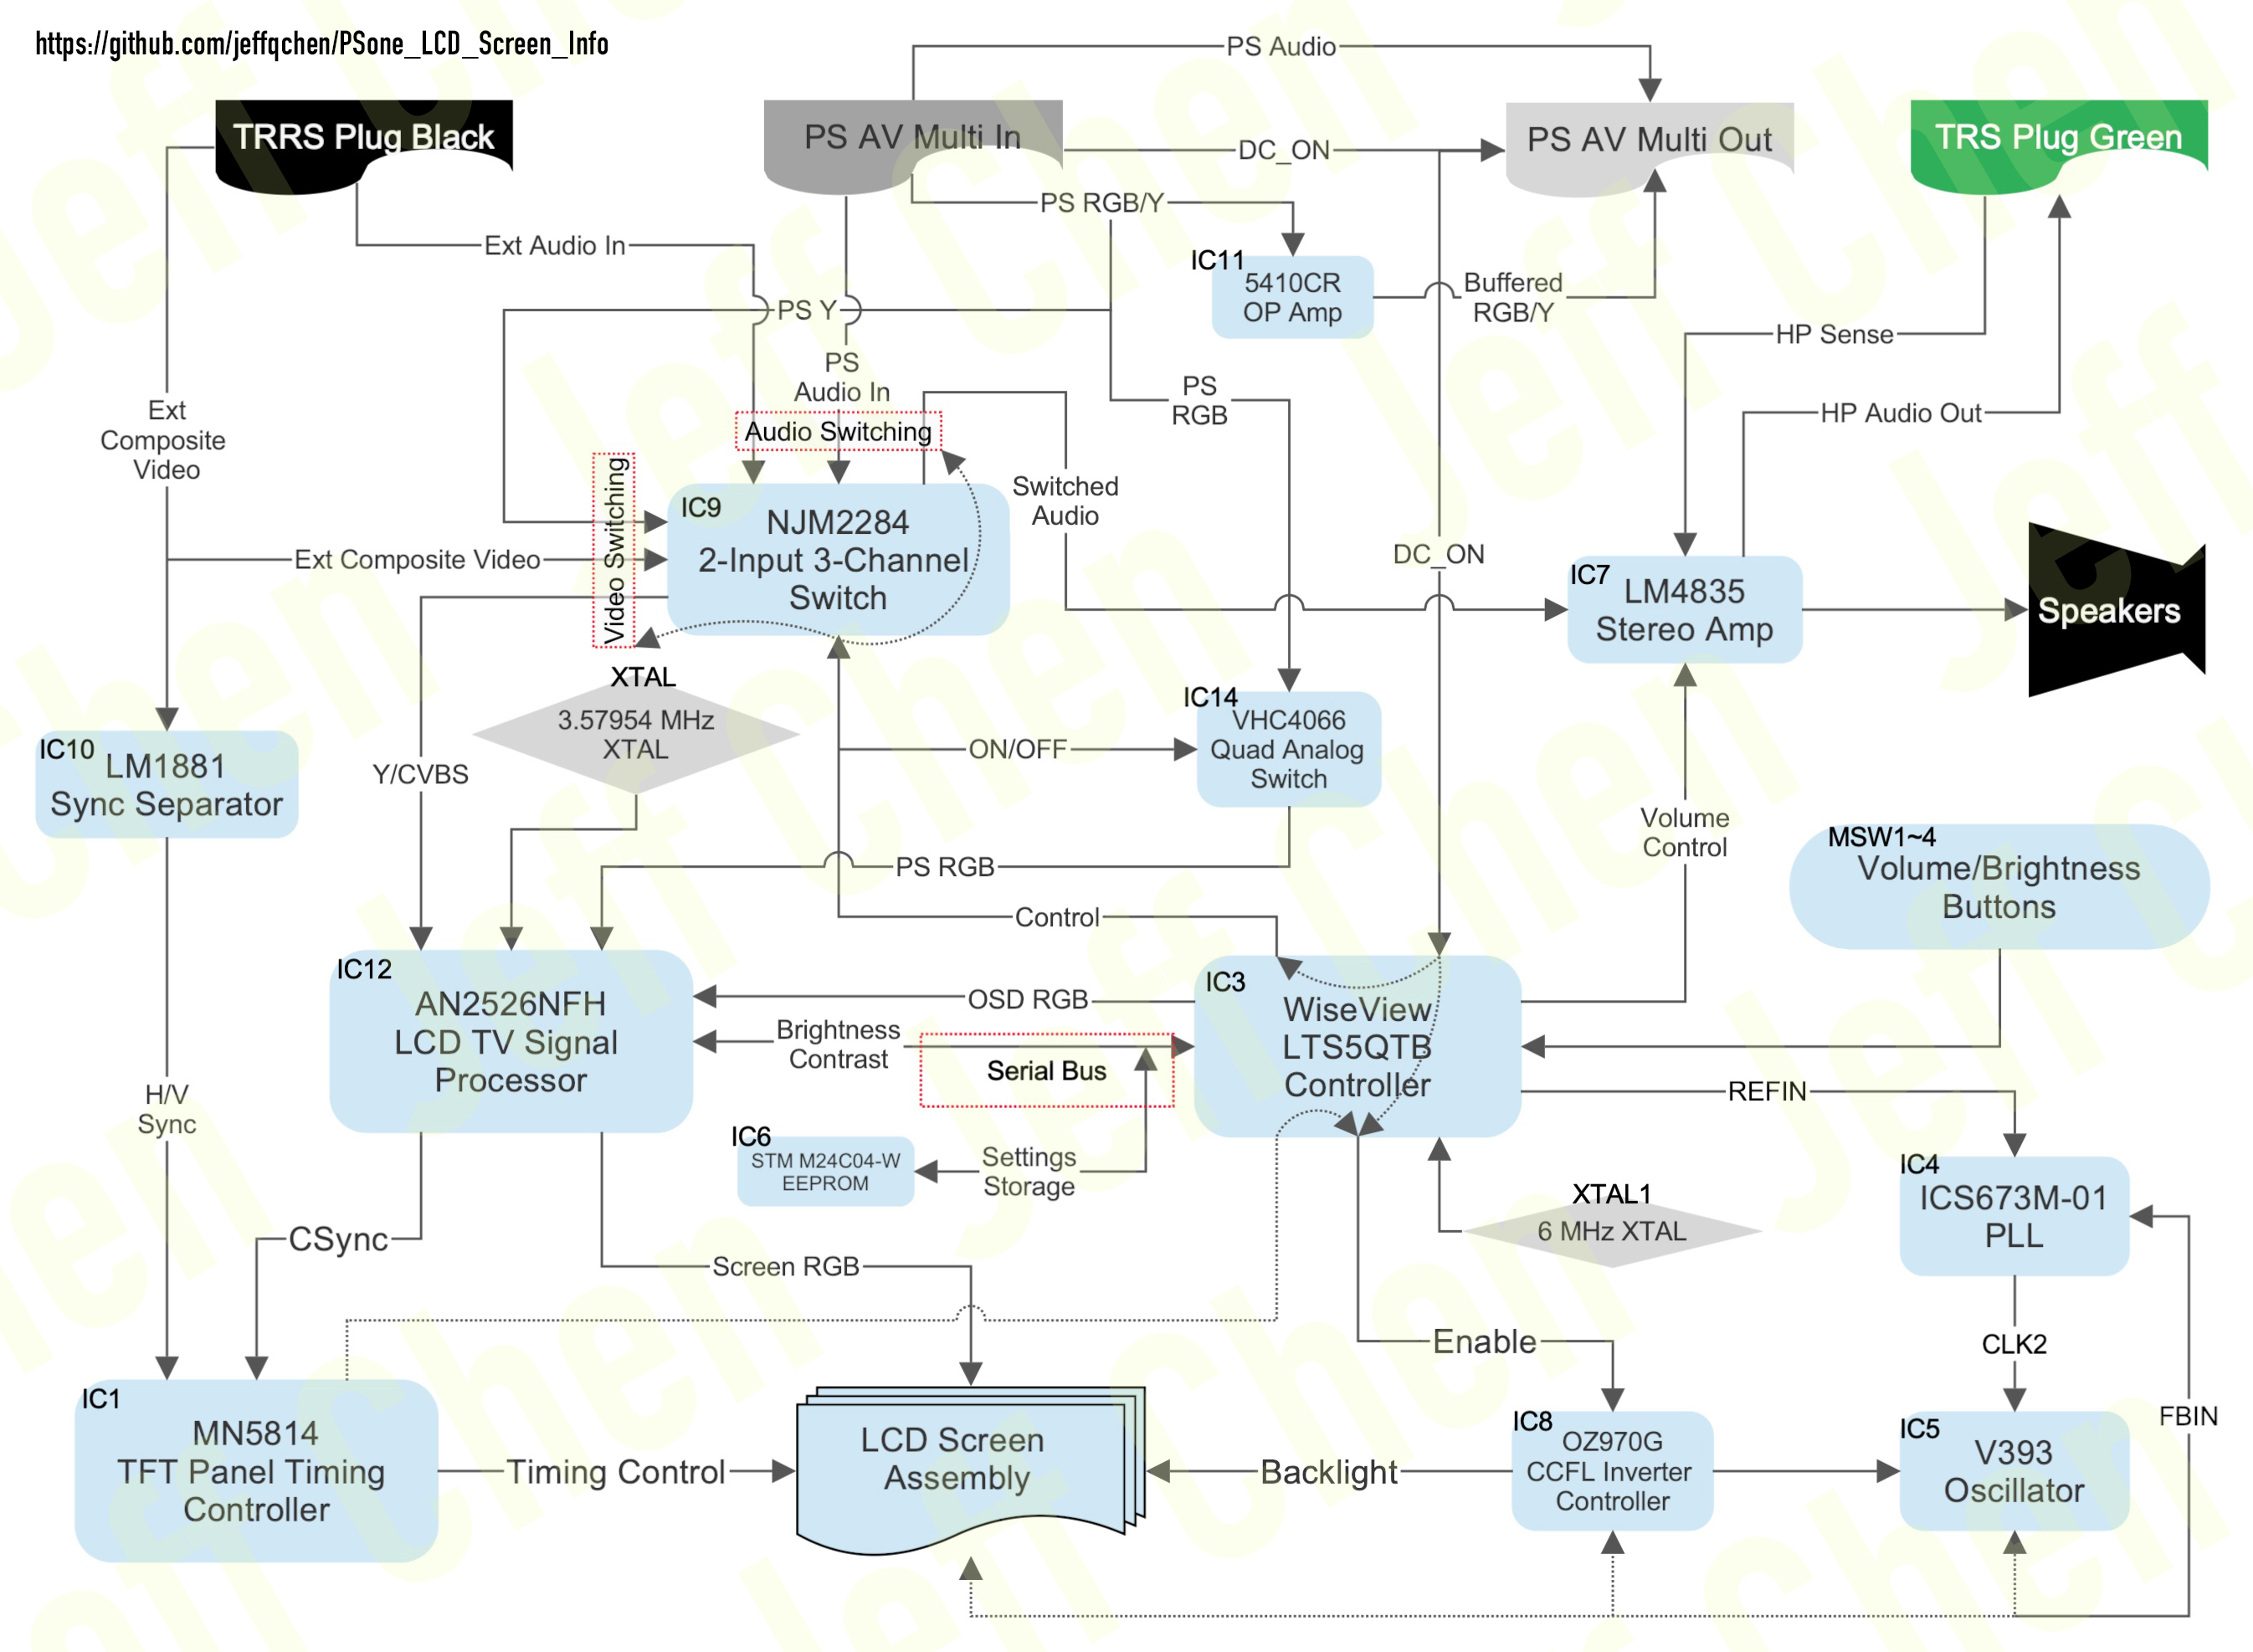 https://github.com/jeffqchen/PSone_LCD_Screen_Info
PS Audio
TRRS Plug Black
PS AV Multi In
PS AV Multi Out
TRS Plug Green
DC_ON
PS RGB/Y
Ext Audio In
IC11
5410CR
OP Amp
Buffered
RGB/Y
PS Y
HP Sense
PS
Audio In
PS
RGB
Ext
Composite
Video
HP Audio Out
Audio Switching
Video Switching
Switched
Audio
IC9
NJM2284
2-Input 3-Channel
Switch
Ext Composite Video
DC_ON
IC7
LM4835
Stereo Amp
Speakers
XTAL
3.57954 MHz
XTAL
IC14
VHC4066
Quad Analog
Switch
IC10
LM1881
Sync Separator
Y/CVBS
ON/OFF
Volume
Control
MSW1~4
Volume/Brightness
Buttons
PS RGB
Control
IC12
AN2526NFH
LCD TV Signal
Processor
OSD RGB
Brightness
Contrast
Serial Bus
IC3
WiseView
LTS5QTB
Controller
REFIN
H/V
Sync
IC6
STM M24C04-W
EEPROM
Settings
Storage
IC4
ICS673M-01
PLL
XTAL1
6 MHz XTAL
CSync
Screen RGB
Enable
CLK2
FBIN
IC1
MN5814
TFT Panel Timing
Controller
Timing Control
LCD Screen
Assembly
Backlight
IC8
OZ970G
CCFL Inverter
Controller
IC5
V393
Oscillator
Jeff Chen